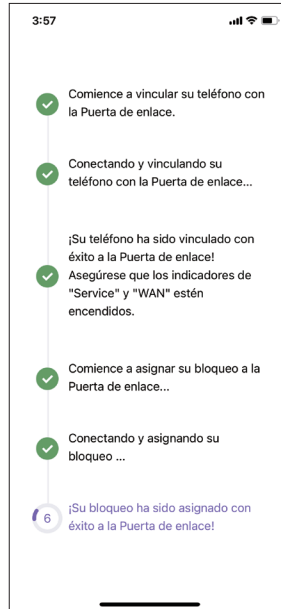 3:57
Comience a vincular su teléfono con
la Puerta de enlace.
Conectando y vinculando su
teléfono con la Puerta de enlace...
¡Su teléfono ha sido vinculado con
éxito a la Puerta de enlace!
Asegúrese que los indicadores de
"Service" y "WAN" estén
encendidos.
Comience a asignar su bloqueo a la
Puerta de enlace...
Conectando y asignando su
bloqueo ...
6
¡Su bloqueo ha sido asignado con
éxito a la Puerta de enlace!